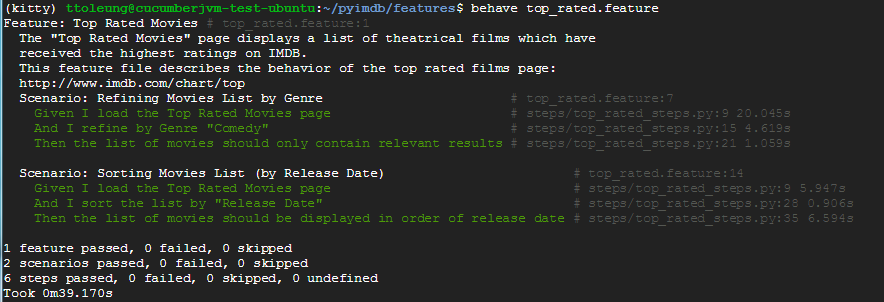 (kitty) ttoleung@cucumberjvm-test-ubuntu:~/pyimdb/features$ behave top_rated.feature
Feature: Top Rated Movies # top_rated.feature:1
  The "Top Rated Movies" page displays a list of theatrical films which have
  received the highest ratings on IMDB.
  This feature file describes the behavior of the top rated films page:
  http://www.imdb.com/chart/top
  Scenario: Refining Movies List by Genre                        # top_rated.feature:7
    Given I load the Top Rated Movies page                       # steps/top_rated_steps.py:9 20.045s
    And I refine by Genre "Comedy"                               # steps/top_rated_steps.py:15 4.619s
    Then the list of movies should only contain relevant results # steps/top_rated_steps.py:21 1.059s

  Scenario: Sorting Movies List (by Release Date)                        # top_rated.feature:14
    Given I load the Top Rated Movies page                               # steps/top_rated_steps.py:9 5.947s
    And I sort the list by "Release Date"                                # steps/top_rated_steps.py:28 0.906s
    Then the list of movies should be displayed in order of release date # steps/top_rated_steps.py:35 6.594s

1 feature passed, 0 failed, 0 skipped
2 scenarios passed, 0 failed, 0 skipped
6 steps passed, 0 failed, 0 skipped, 0 undefined
Took 0m39.170s